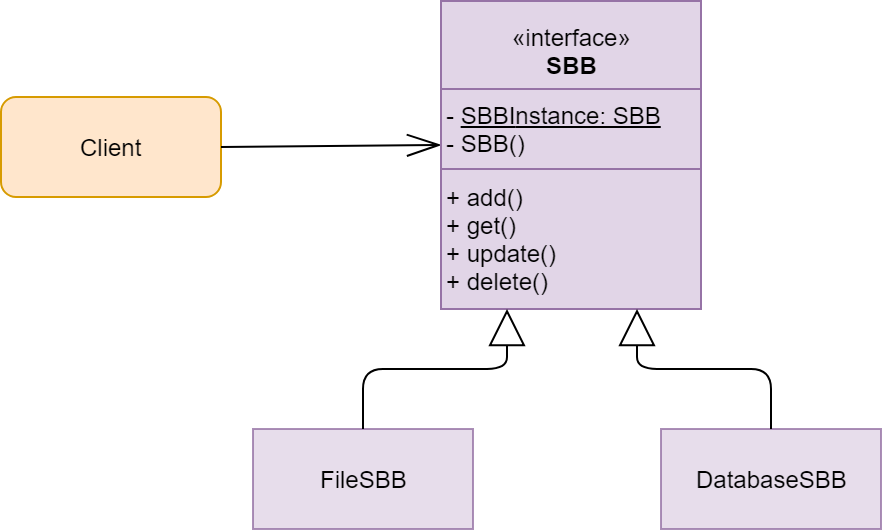 «interface»
SBB
- SBBInstance: SBB
- SBB()
Client
+ add()
+ get()
+ update()
+ delete()
FileSBB
DatabaseSBB